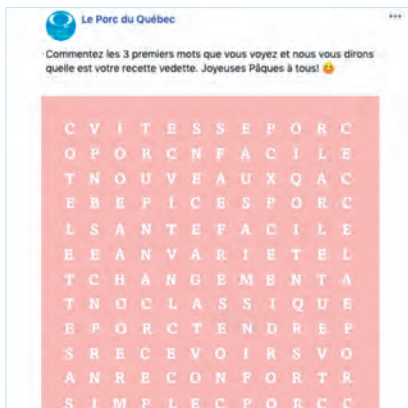 Le Porc du Québec
Commentez les 3 premiers mots que vous voyez et nous vous dirons
quelle est votre recette vedette. Joyeuses Pâques à tous! 😊
C V I T E S S E P O R C
O P O R C N F A C I L E
T N O U V E A U X Q A C
E B E P I C E S P O R C
L S A N T E F A C I L E
E E A N V A R I E T E L
T C H A N G E M E N T A
T N O C L A S S I Q U E
E P O R C T E N D R E P
S R E C E V O I R S V O
A N R E C O N F O R T R
S I M P L E C P O R C C